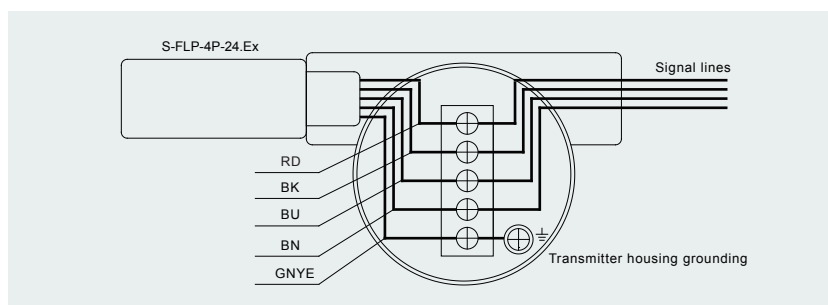 S-FLP-4P-24.Ex
Signal lines
RD
BK
BU
BN
GNYE
Transmitter housing grounding